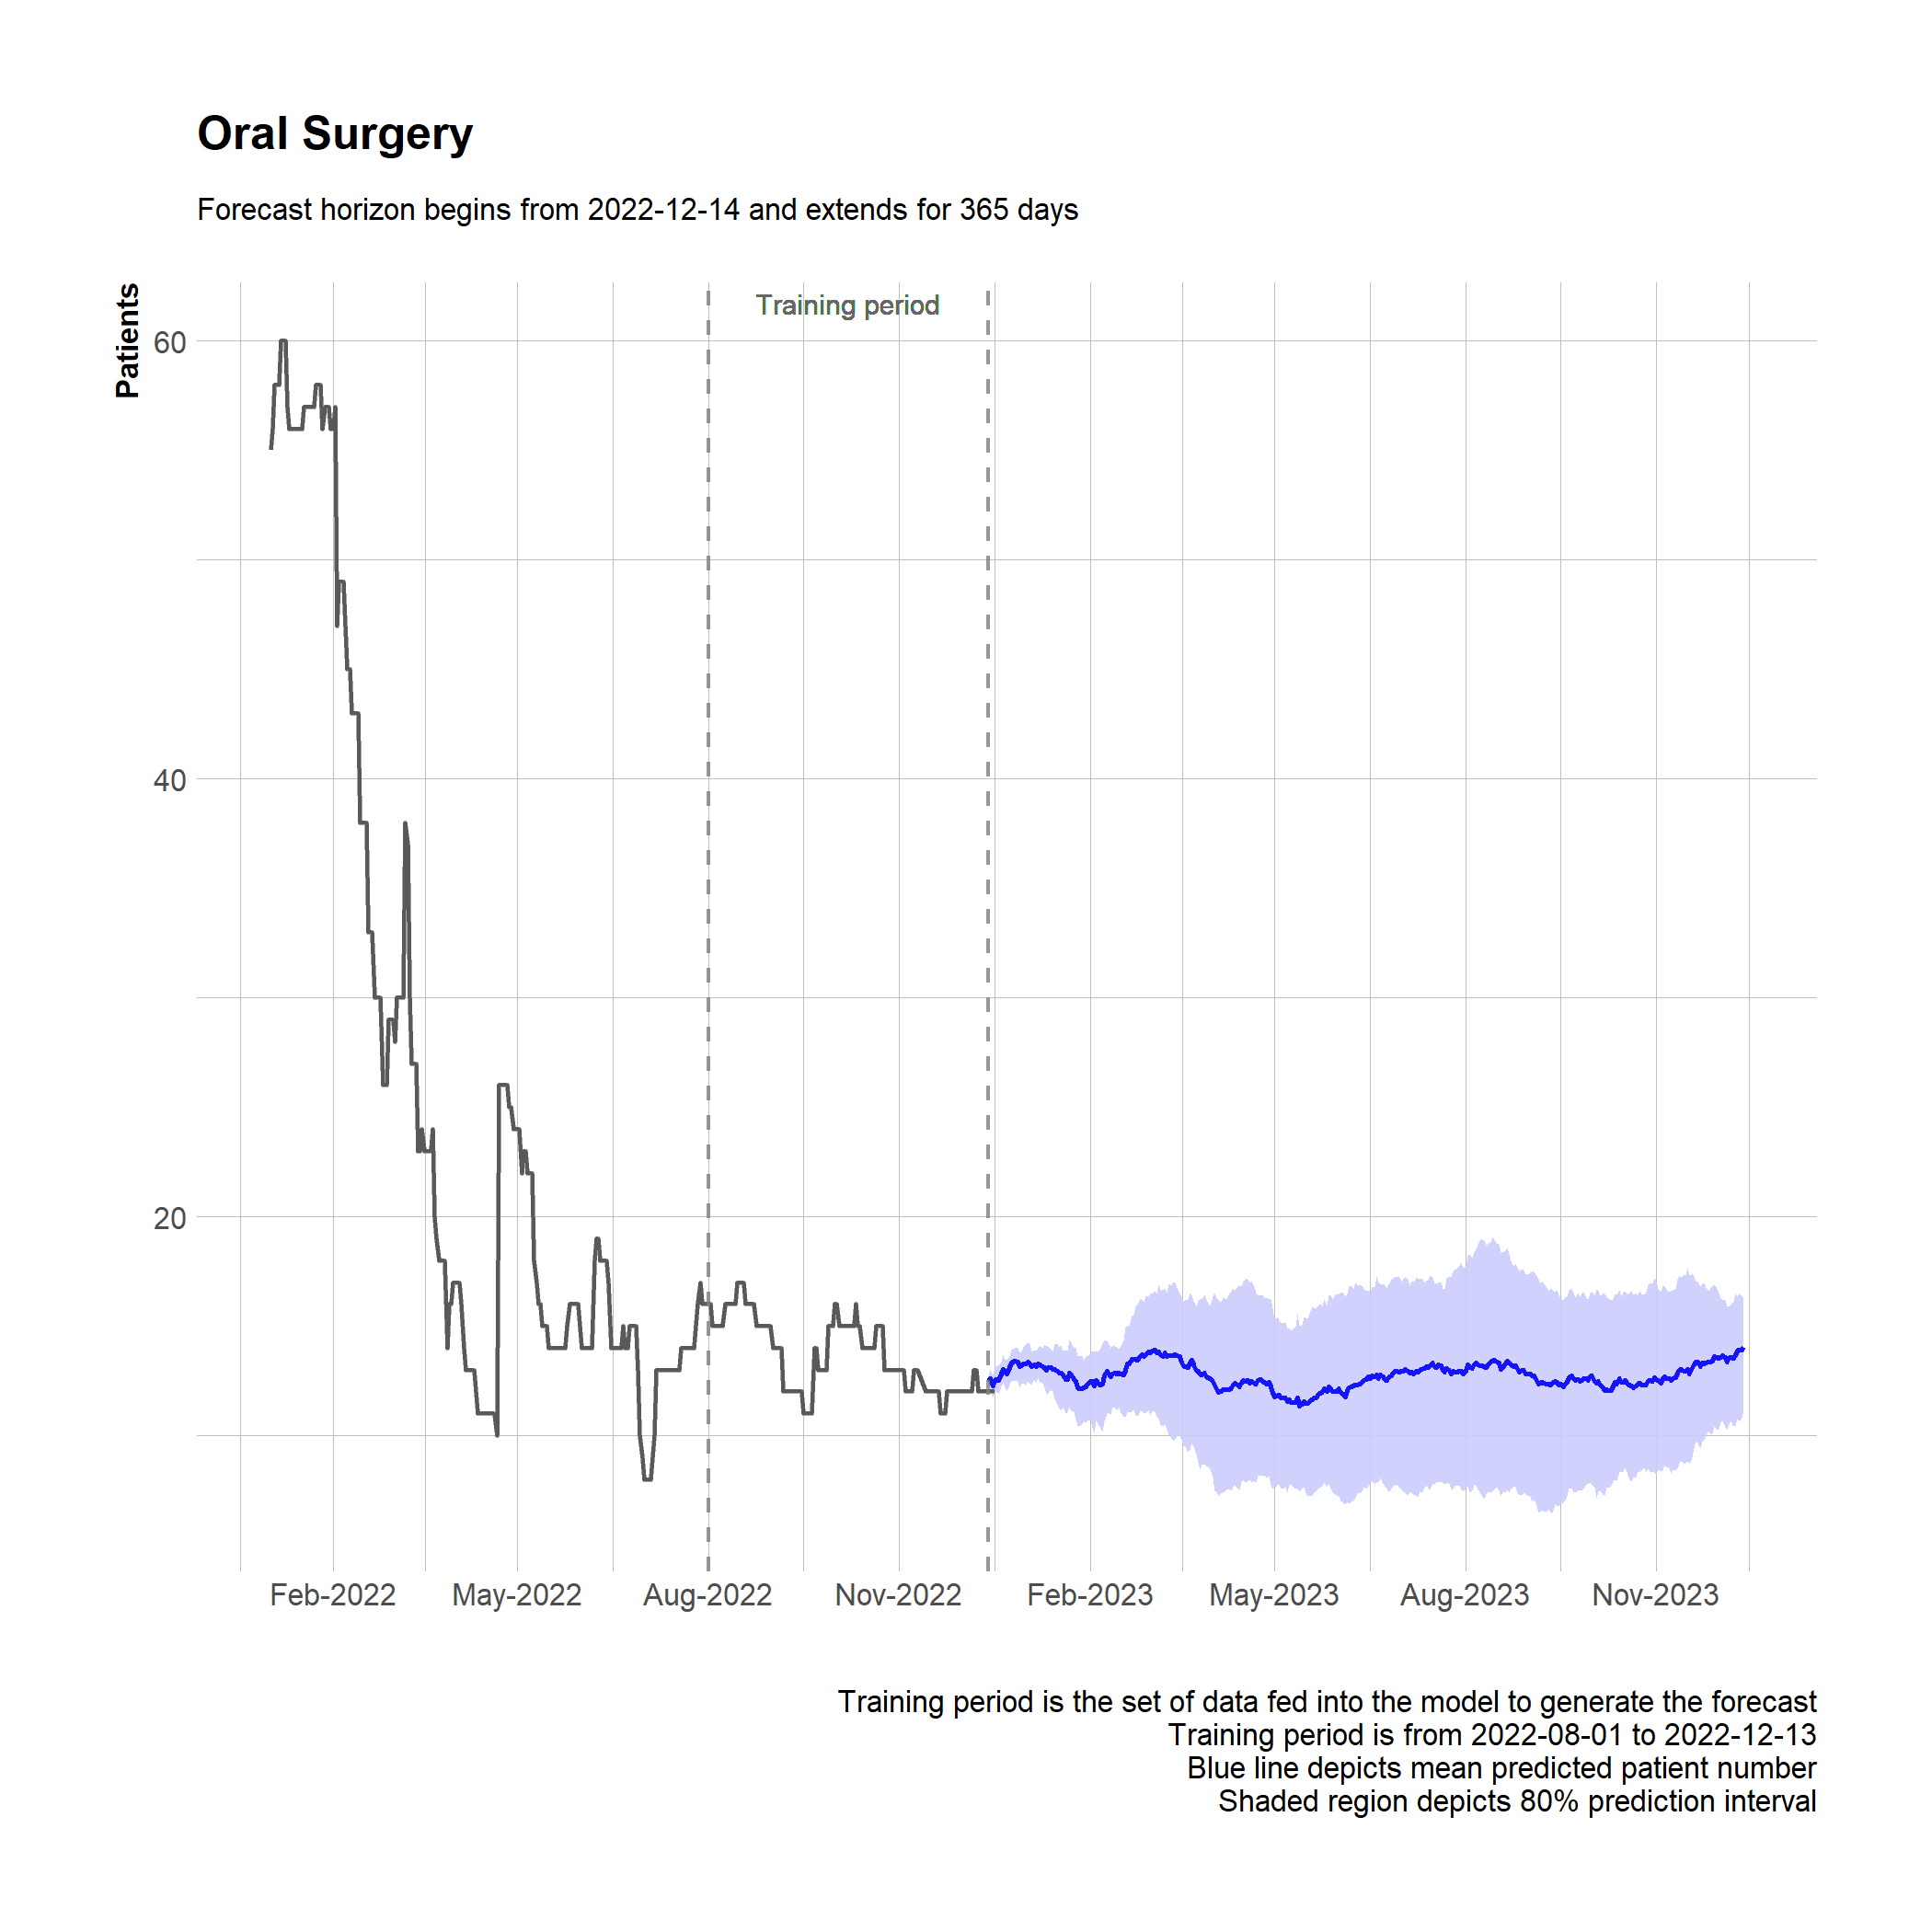 Oral Surgery
Forecast horizon begins from 2022-12-14 and extends for 365 days
Patients
Training period
60
40
20
Feb-2022
May-2022
Aug-2022
Nov-2022
Feb-2023
May-2023
Aug-2023
Nov-2023
Training period is the set of data fed into the model to generate the forecast
Training period is from 2022-08-01 to 2022-12-13
Blue line depicts mean predicted patient number
Shaded region depicts 80% prediction interval